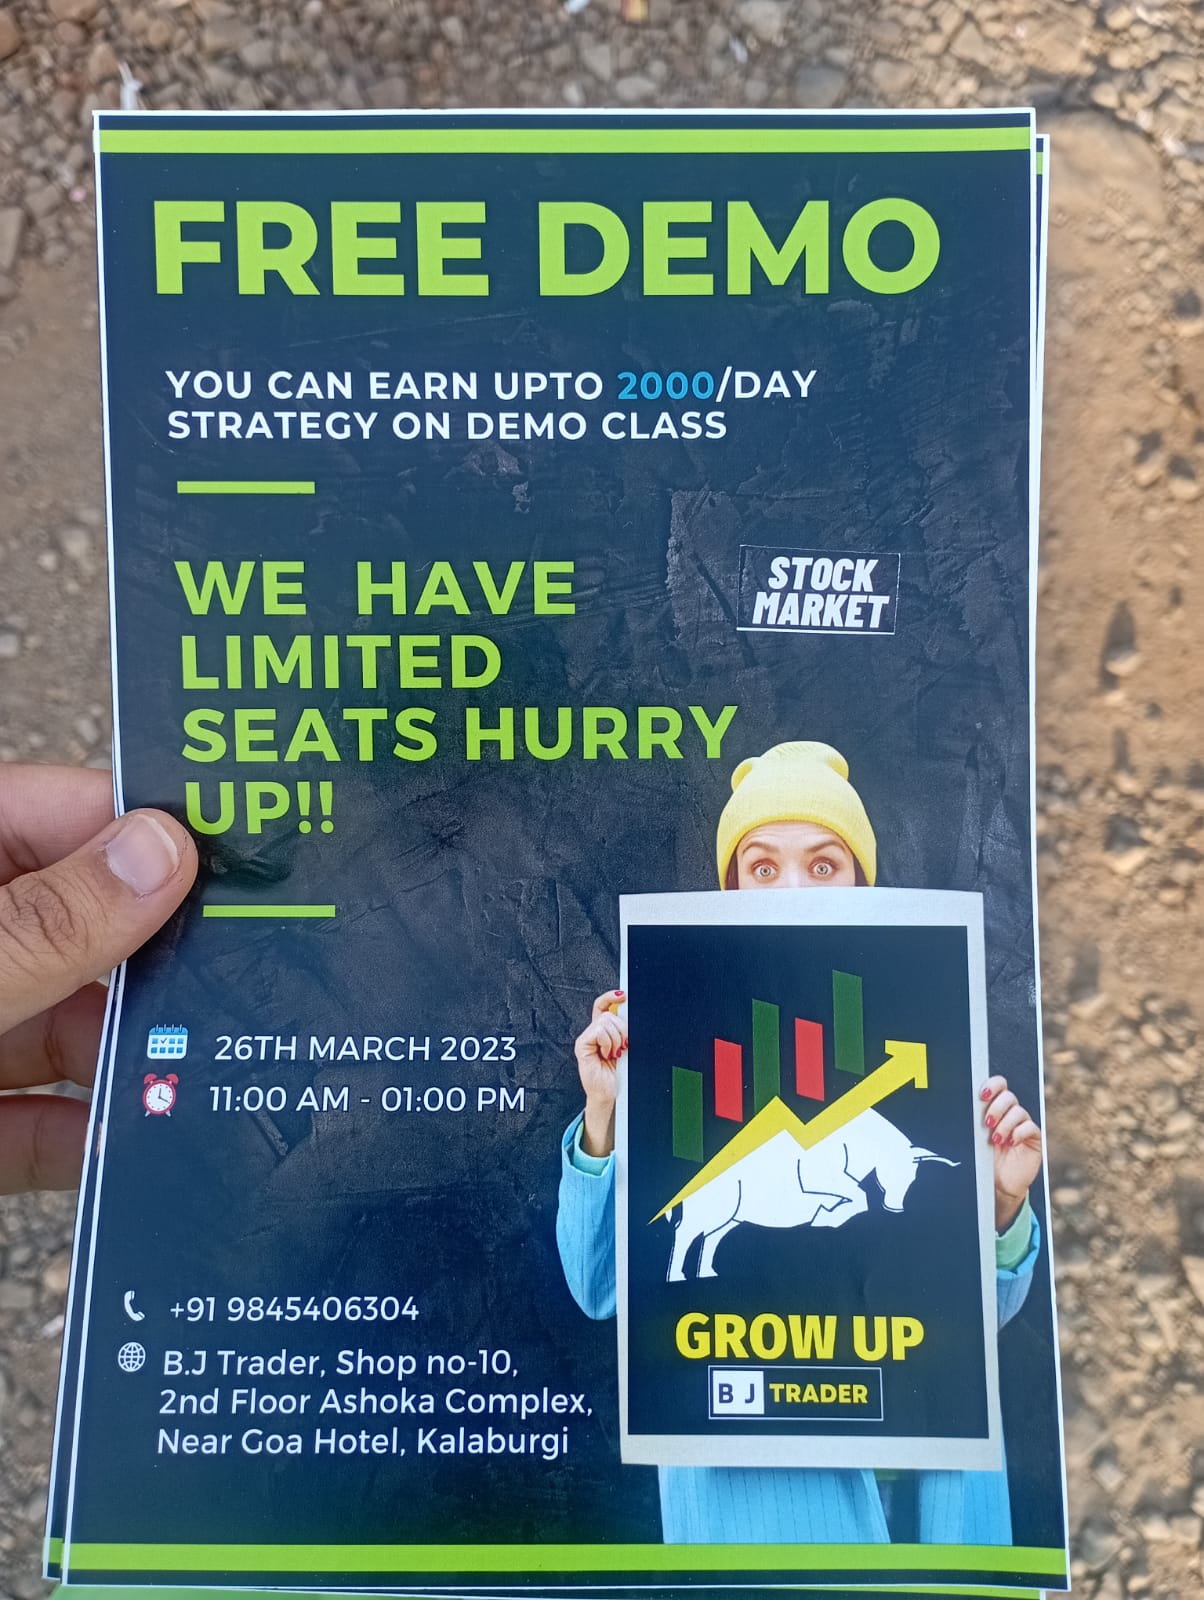 FREE DEMO
YOU CAN EARN UPTO 2000/DAY
STRATEGY ON DEMO CLASS
WE HAVE
LIMITED
SEATS HURRY
UP!!
STOCK
MARKET
26TH MARCH 2023
11:00 AM - 01:00 PM
+91 9845406304
B.J Trader, Shop no-10,
2nd Floor Ashoka Complex,
Near Goa Hotel, Kalaburgi
GROW UP
B J TRADER